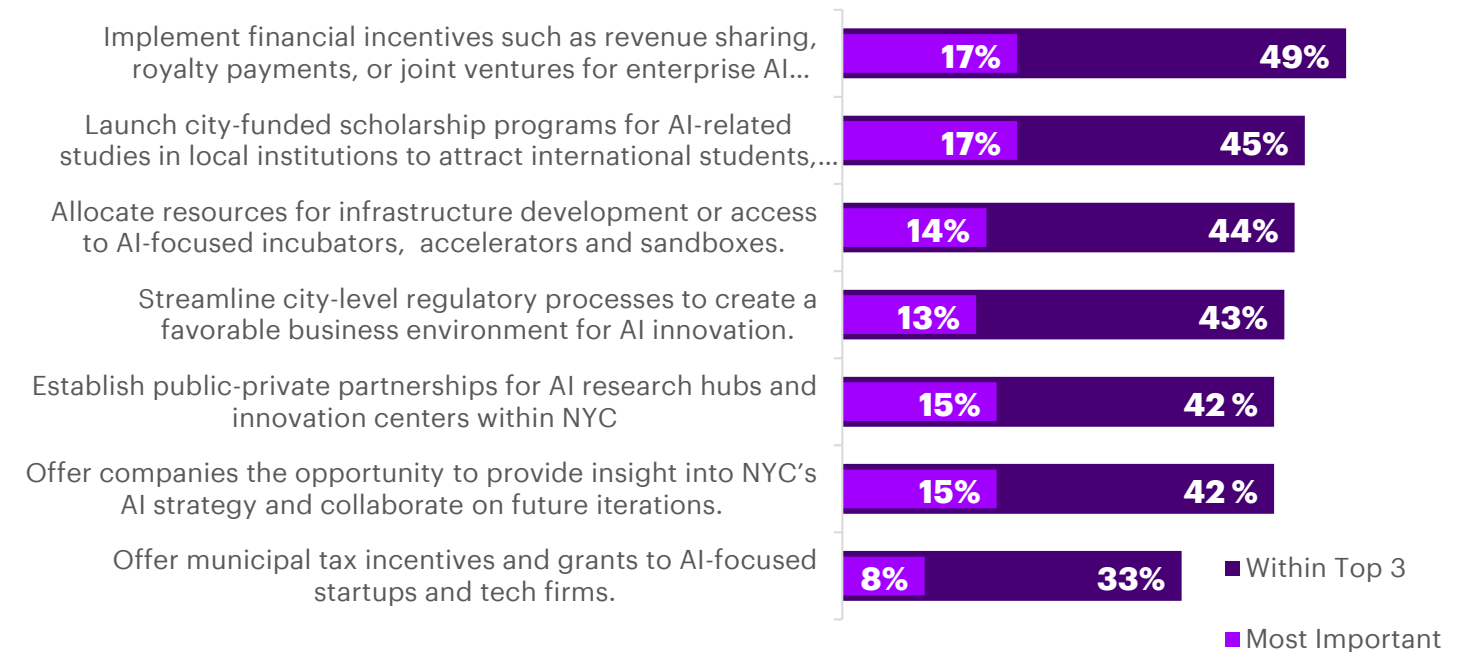 Implement financial incentives such as revenue sharing,
royalty payments, or joint ventures for enterprise AI...
17%
49%
Launch city-funded scholarship programs for AI-related
studies in local institutions to attract international students,...
17%
45%
Allocate resources for infrastructure development or access
to AI-focused incubators,  accelerators and sandboxes.
14%
44%
Streamline city-level regulatory processes to create a
favorable business environment for AI innovation.
13%
43%
Establish public-private partnerships for AI research hubs and
innovation centers within NYC
15%
42 %
Offer companies the opportunity to provide insight into NYC’s
AI strategy and collaborate on future iterations.
15%
42 %
Offer municipal tax incentives and grants to AI-focused
startups and tech firms.
8%
33%
Within Top 3
Most Important